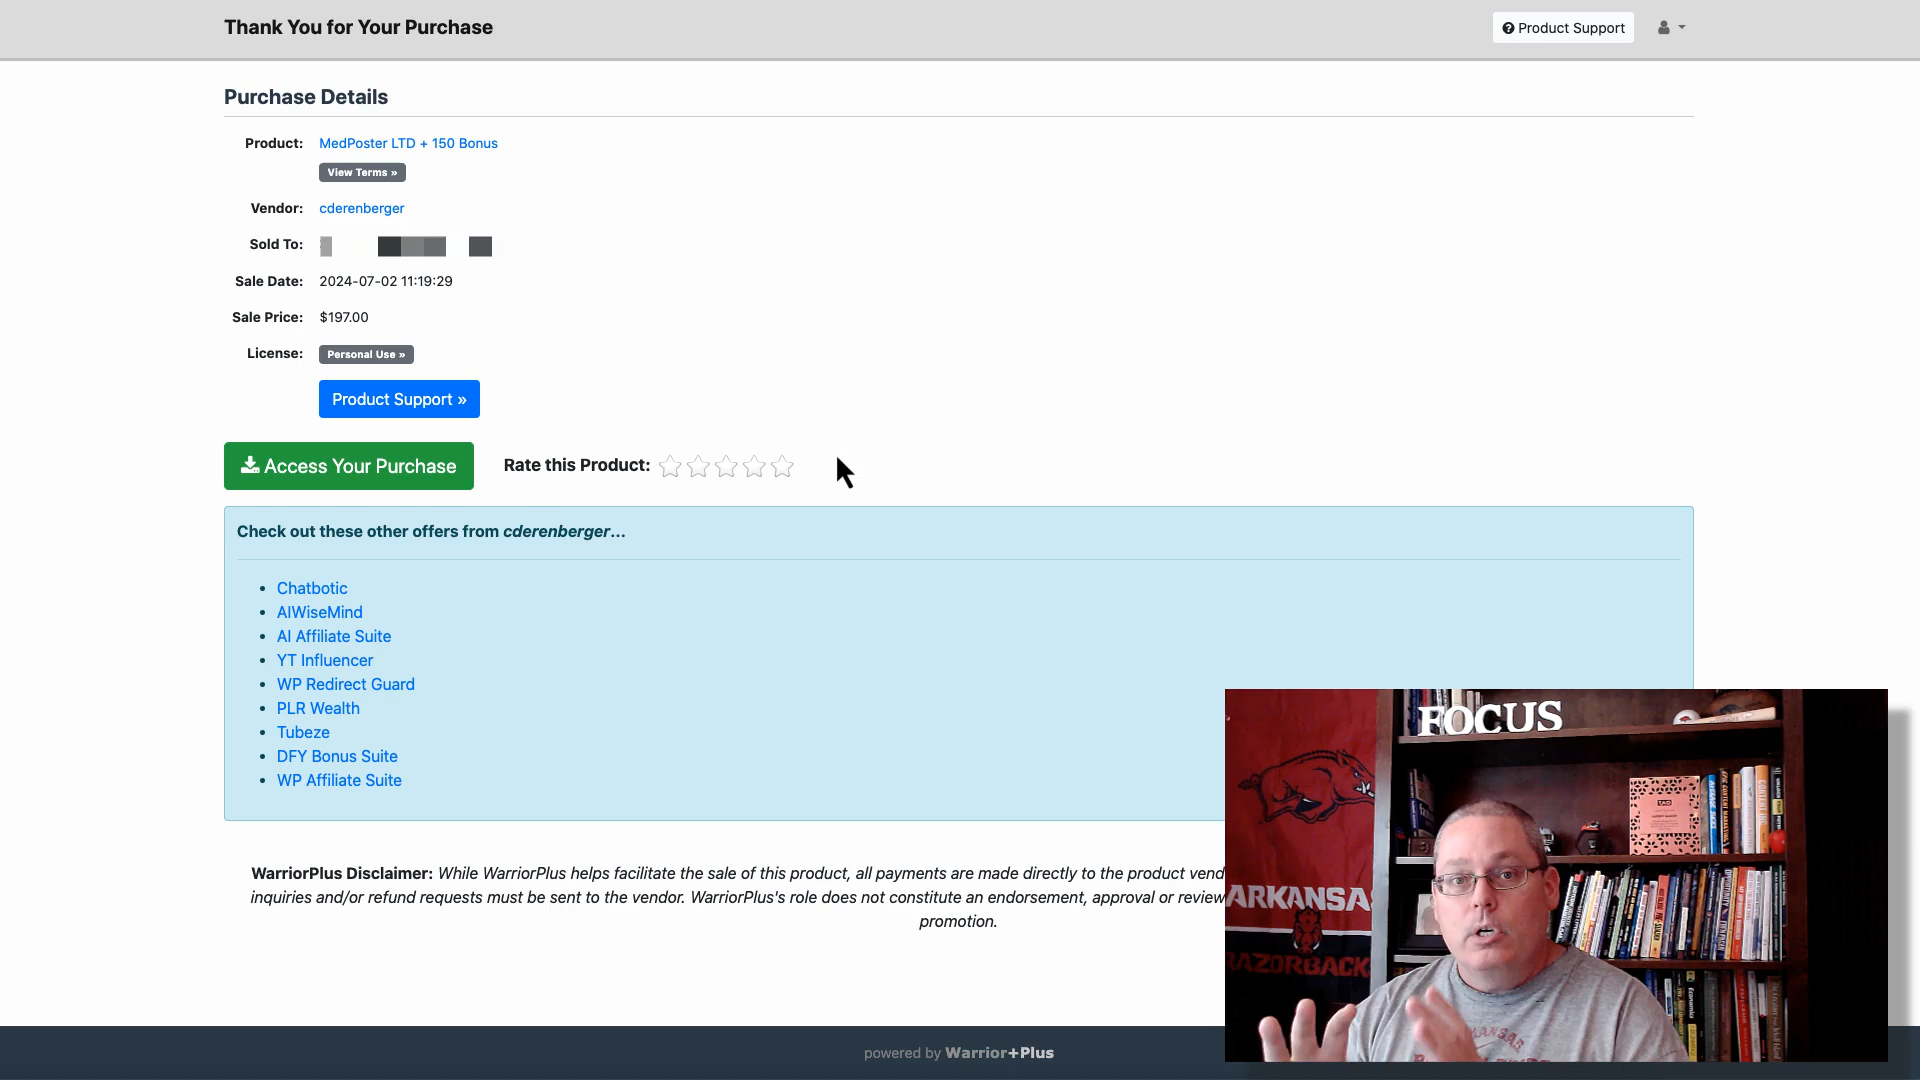 Thank You for Your Purchase
Product Support
Purchase Details
Product: MedPoster LTD + 150 Bonus
View Terms »
Vendor: cderenberger
Sold To:
Sale Date: 2024-07-02 11:19:29
Sale Price: $197.00
License: Personal Use »
Product Support »
Access Your Purchase
Rate this Product:
Check out these other offers from cderenberger...
• Chatbotic
• AIWiseMind
• AI Affiliate Suite
• YT Influencer
• WP Redirect Guard
• PLR Wealth
• Tubeze
• DFY Bonus Suite
• WP Affiliate Suite
WarriorPlus Disclaimer: While WarriorPlus helps facilitate the sale of this product, all payments are made directly to the product vend
inquiries and/or refund requests must be sent to the vendor. WarriorPlus's role does not constitute an endorsement, approval or review
promotion.
powered by Warrior+Plus
FOCUS
ARKANSA
RAZORBACK